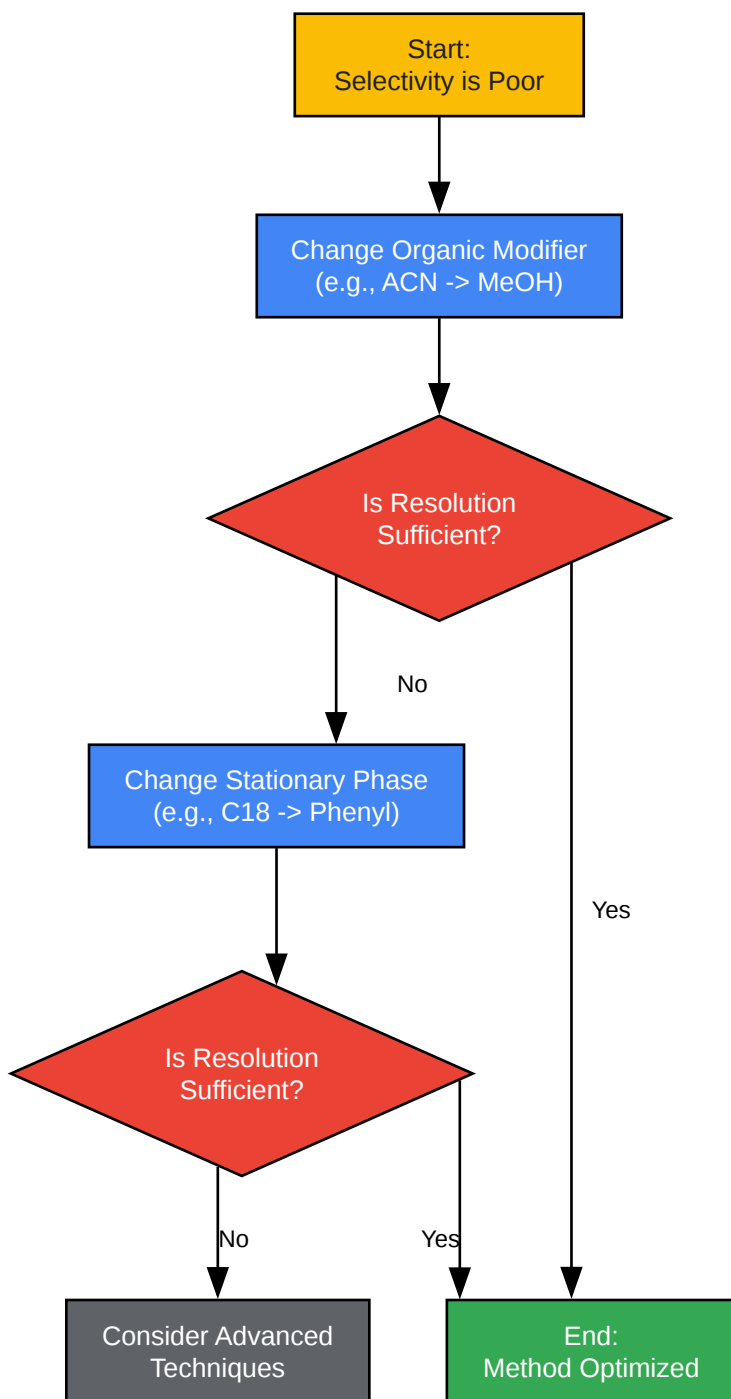 Start:
Selectivity is Poor
Change Organic Modifier
(e.g., ACN -> MeOH)
Is Resolution
Sufficient?
No
Change Stationary Phase
(e.g., C18 -> Phenyl)
Yes
Is Resolution
Sufficient?
No
Yes
Consider Advanced
Techniques
End:
Method Optimized